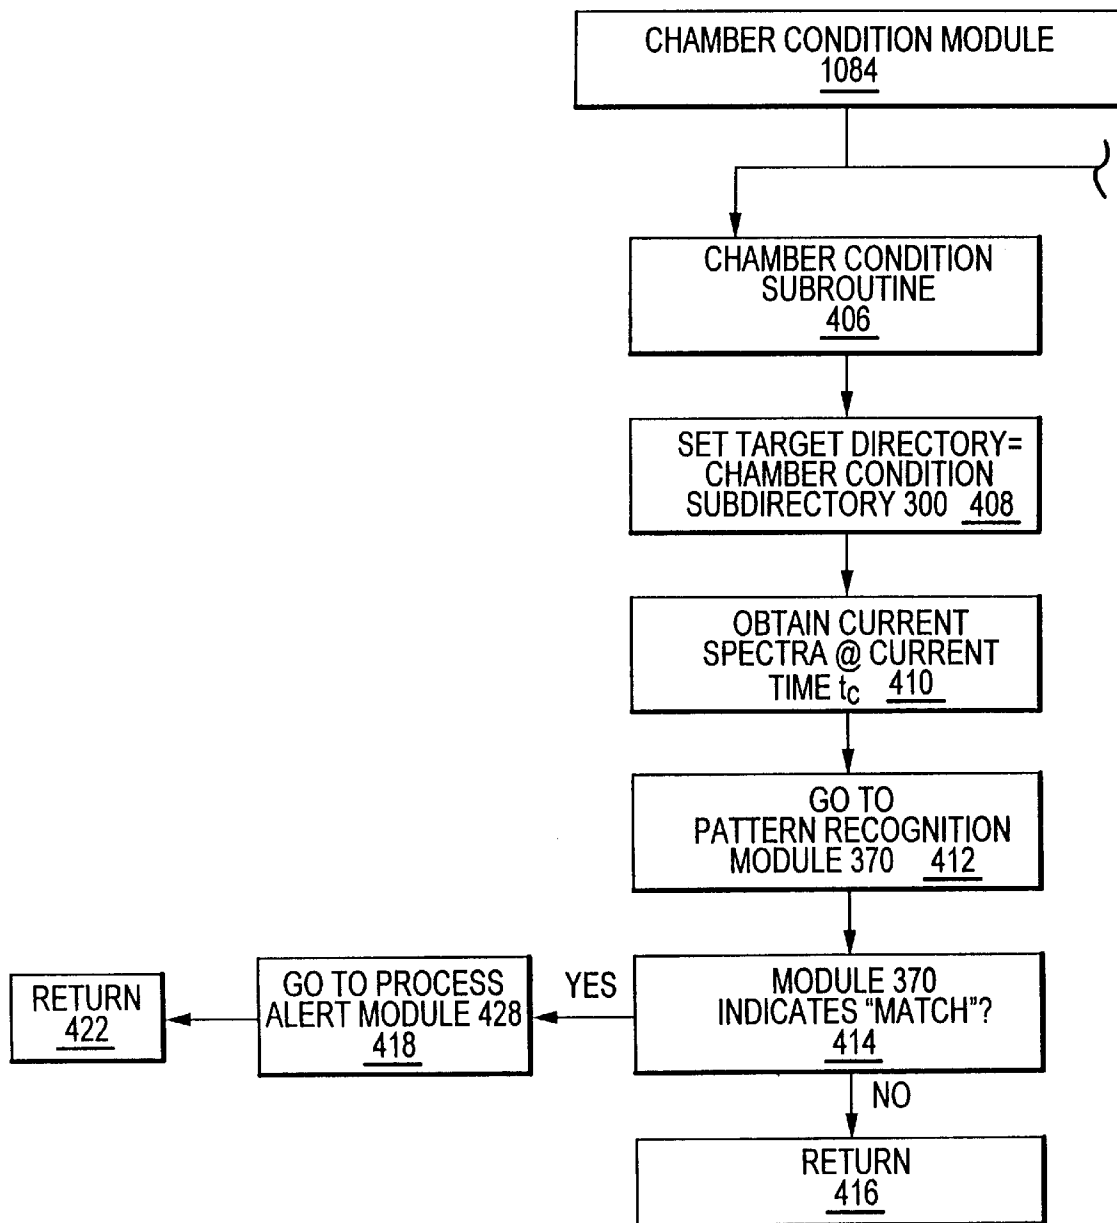 CHAMBER CONDITION MODULE
1084
CHAMBER CONDITION
SUBROUTINE
406
SET TARGET DIRECTORY=
CHAMBER CONDITION
SUBDIRECTORY 300 408
OBTAIN CURRENT
SPECTRA @ CURRENT
TIME tC 410
GO TO
PATTERN RECOGNITION
MODULE 370 412
MODULE 370
INDICATES “MATCH”?
414
YES
GO TO PROCESS
ALERT MODULE 428
418
RETURN
422
NO
RETURN
416